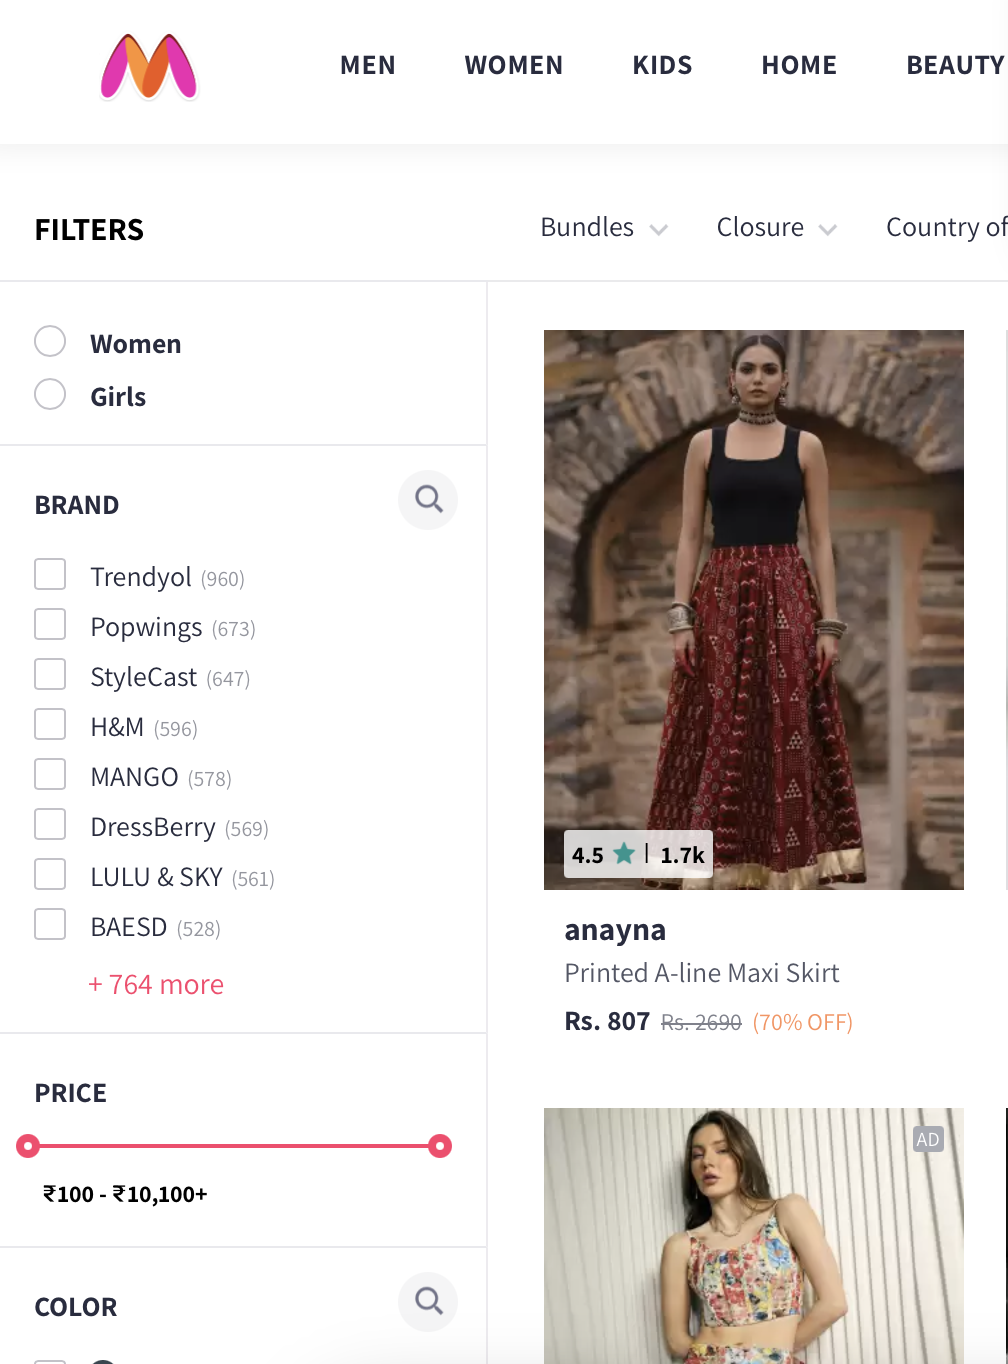 MEN WOMEN KIDS HOME BEAUTY
FILTERS
Bundles Closure Country of
Women
Girls
BRAND
Trendyol (960)
Popwings (673)
StyleCast (647)
H&M (596)
MANGO (578)
DressBerry (569)
LULU & SKY (561)
BAESD (528)
+ 764 more
PRICE
₹100 - ₹10,100+
COLOR
4.5 ★ | 1.7k
anayna
Printed A-line Maxi Skirt
Rs. 807 Rs. 2690 (70% OFF)
AD